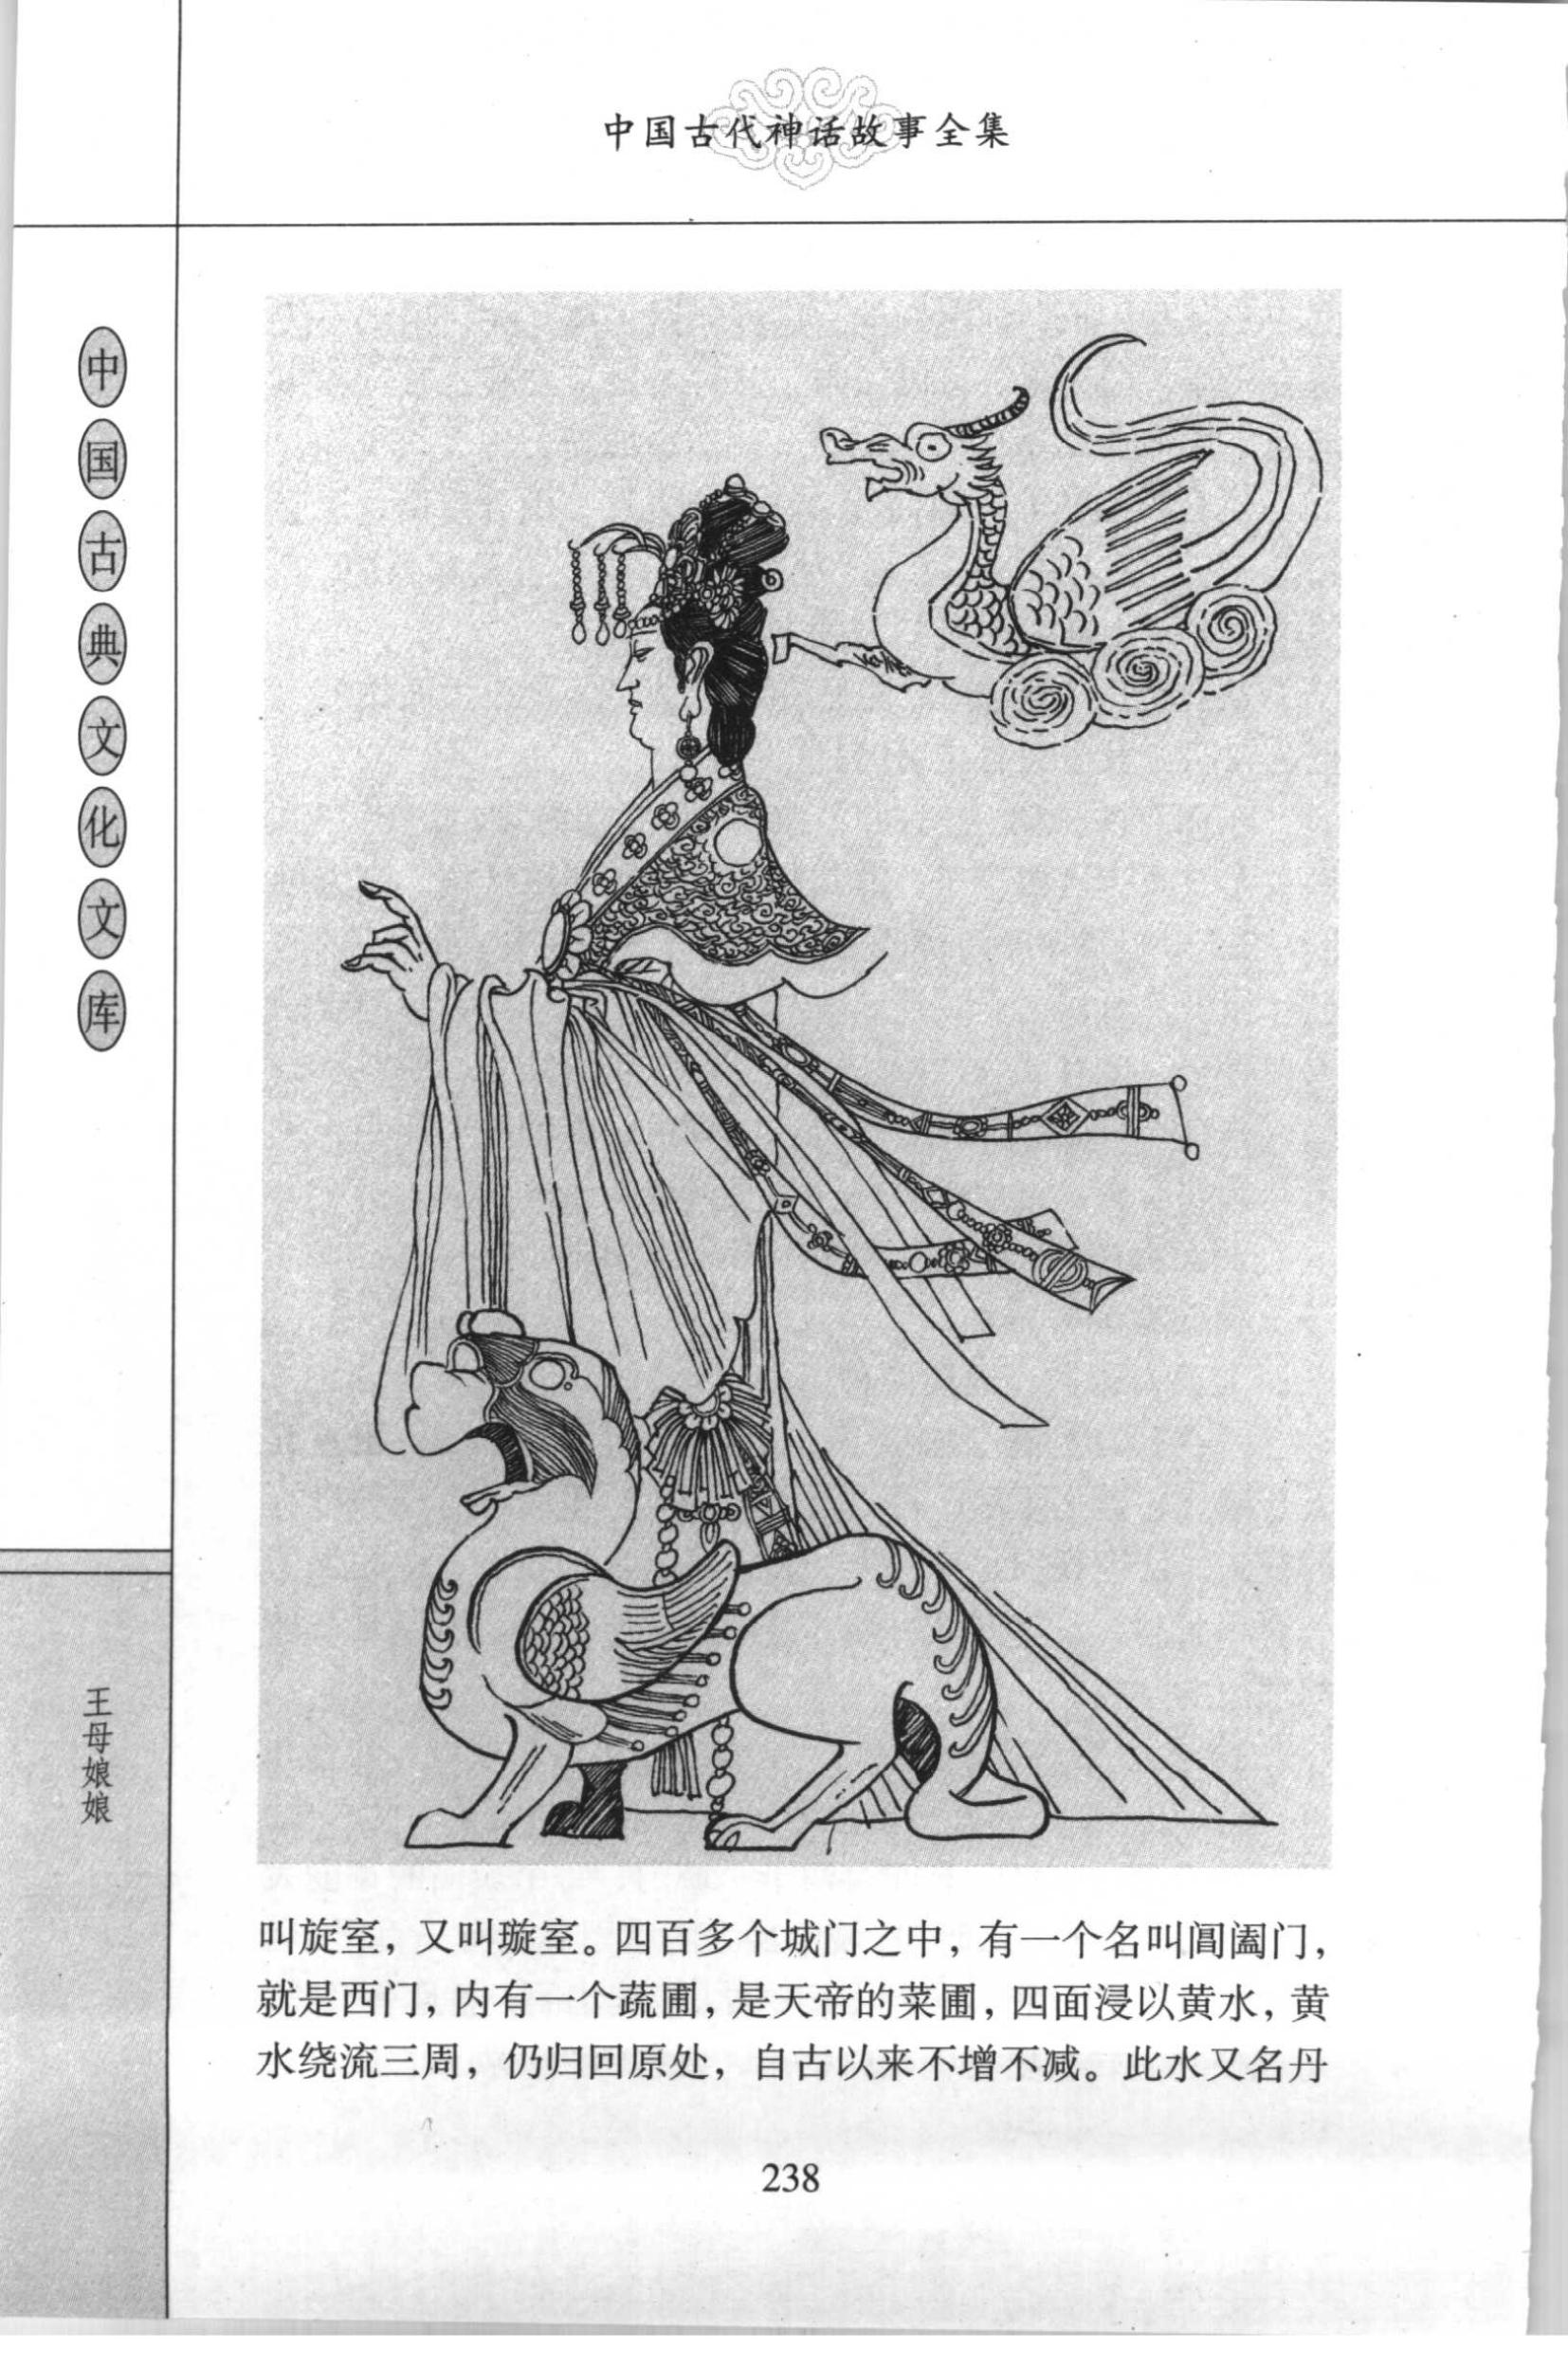 中国古代神话故事全集
中国古典文化文库
王母娘娘
叫旋室，又叫璇室。四百多个城门之中，有一个名叫阊阖门，
就是西门，内有一个蔬圃，是天帝的菜圃，四面浸以黄水，黄
水绕流三周，仍归回原处，自古以来不增不减。此水又名丹
238